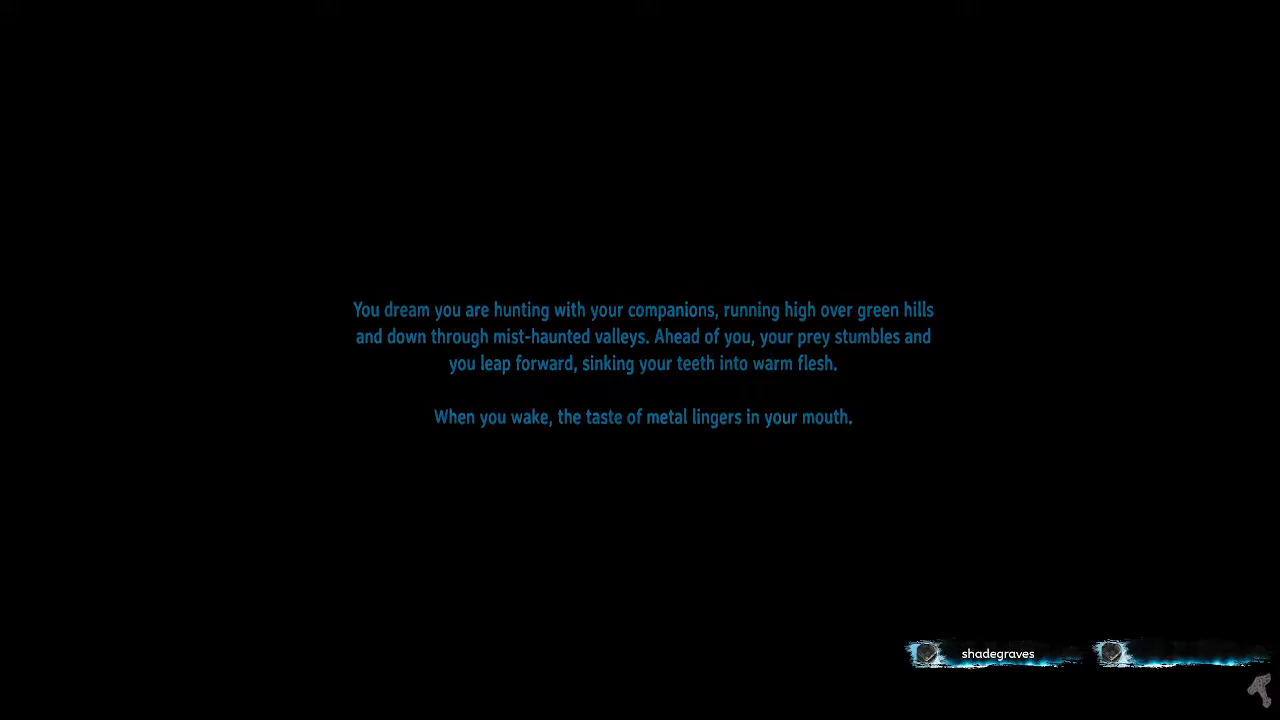 You dream you are hunting with your companions, running high over green hills
and down through mist-haunted valleys. Ahead of you, your prey stumbles and
you leap forward, sinking your teeth into warm flesh.
When you wake, the taste of metal lingers in your mouth.
shadegraves